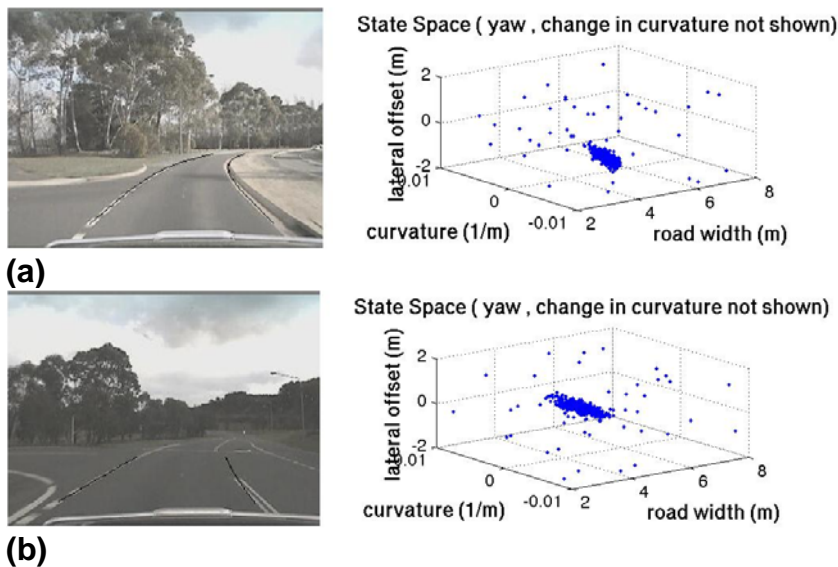 State Space ( yaw , change in curvature not shown)
lateral offset (m)
2
0
-2
0.01
0
-0.01
curvature (1/m)
2
4
6
8
road width (m)
(a)
State Space ( yaw , change in curvature not shown)
lateral offset (m)
2
0
-2
0.01
0
-0.01
curvature (1/m)
2
4
6
8
road width (m)
(b)